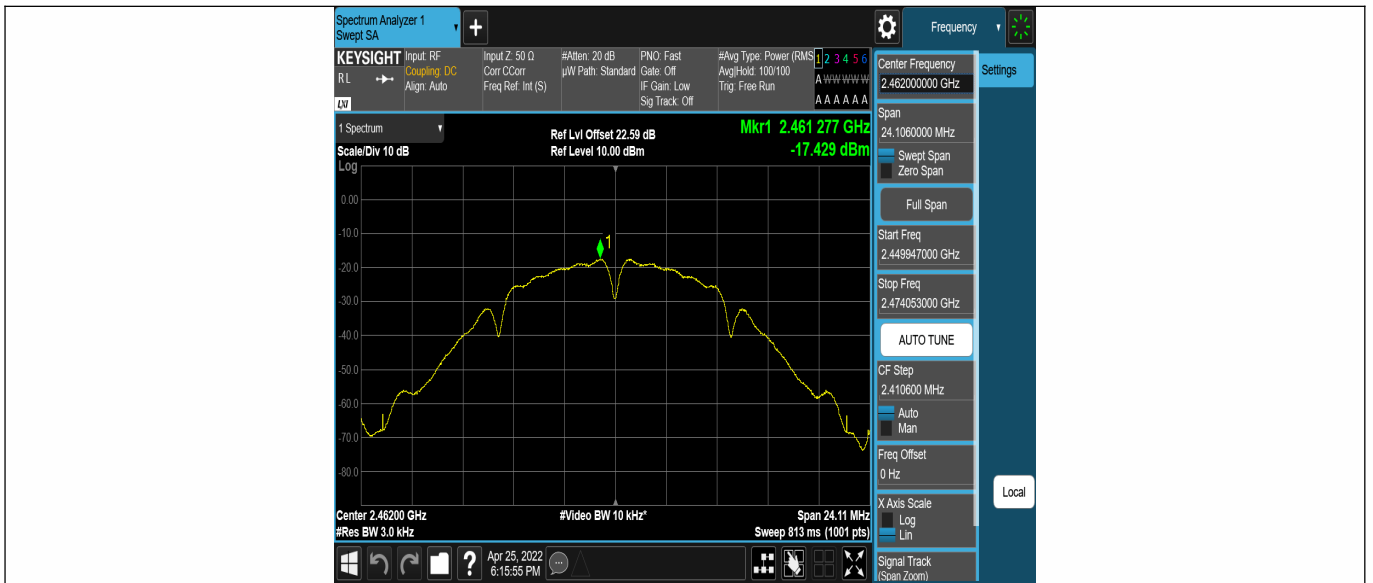 Spectrum Analyzer 1
Swept SA
+
Frequency
KEYSIGHT
R L
LXI
Input: RF
Coupling: DC
Align: Auto
Input Z: 50 Ω
Corr CCorr
Freq Ref: Int (S)
#Atten: 20 dB
µW Path: Standard
PNO: Fast
Gate: Off
IF Gain: Low
Sig Track: Off
#Avg Type: Power (RMS
Avg|Hold: 100/100
Trig: Free Run
1 2 3 4 5 6
A W W W W W
A A A A A A
1 Spectrum
Scale/Div 10 dB
Log
Ref Lvl Offset 22.59 dB
Ref Level 10.00 dBm
Mkr1 2.461 277 GHz
-17.429 dBm
1
0.00
-10.0
-20.0
-30.0
-40.0
-50.0
-60.0
-70.0
-80.0
Center 2.46200 GHz
#Res BW 3.0 kHz
#Video BW 10 kHz*
Span 24.11 MHz
Sweep 813 ms (1001 pts)
?
Apr 25, 2022
6:15:55 PM
Center Frequency
2.462000000 GHz
Settings
Span
24.1060000 MHz
Swept Span
Zero Span
Full Span
Start Freq
2.449947000 GHz
Stop Freq
2.474053000 GHz
AUTO TUNE
CF Step
2.410600 MHz
Auto
Man
Freq Offset
0 Hz
X Axis Scale
Log
Lin
Local
Signal Track
(Span Zoom)